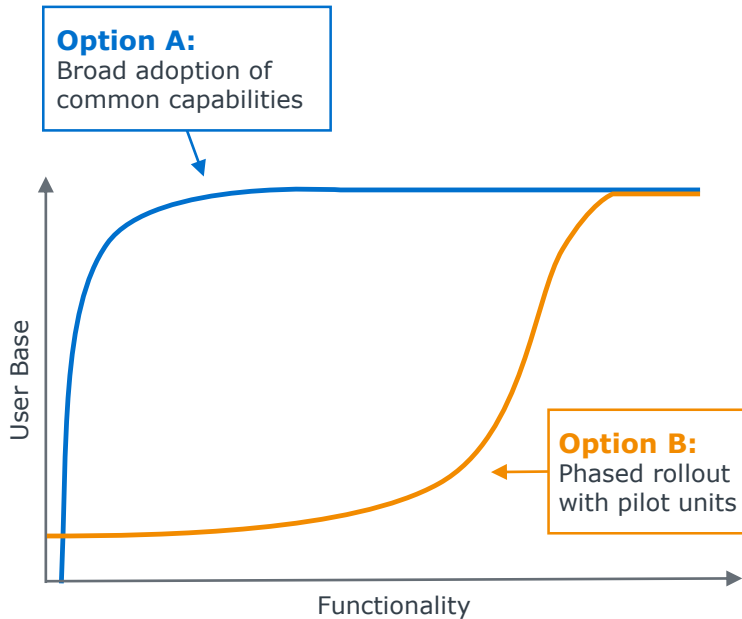 Option A:
Broad adoption of
common capabilities
User Base
Option B:
Phased rollout
with pilot units
Functionality